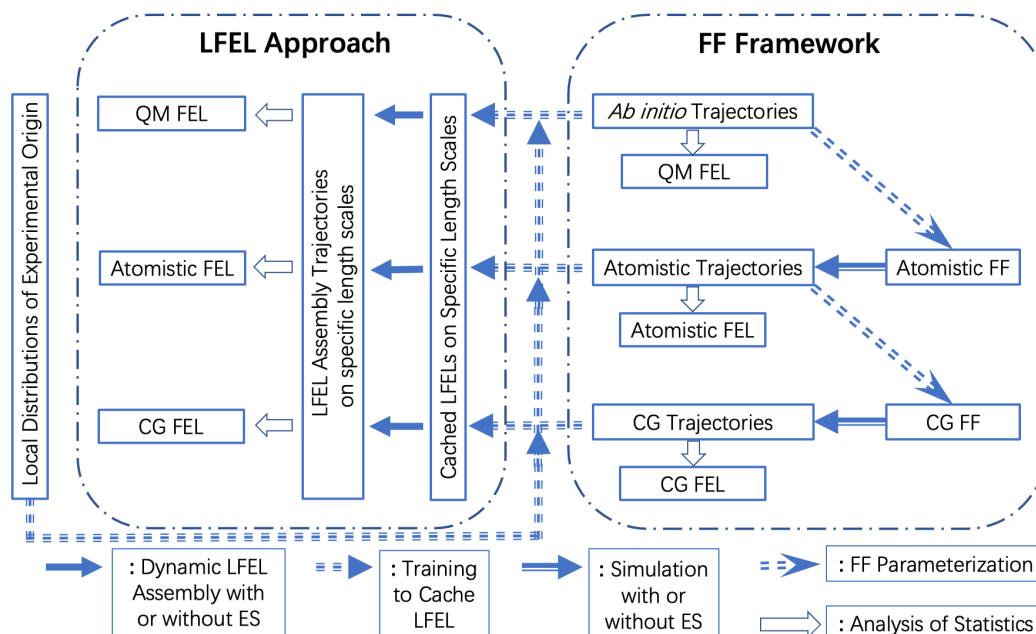 LFEL Approach
FF Framework
Local Distributions of Experimental Origin
QM FEL
Atomistic FEL
CG FEL
LFEL Assembly Trajectories
on specific length scales
Cached LFELs on Specific Length Scales
Ab initio Trajectories
QM FEL
Atomistic Trajectories
Atomistic FF
Atomistic FEL
CG Trajectories
CG FF
CG FEL
: Dynamic LFEL
Assembly with
or without ES
: Training
to Cache
LFEL
: Simulation
with or
without ES
: FF Parameterization
: Analysis of Statistics